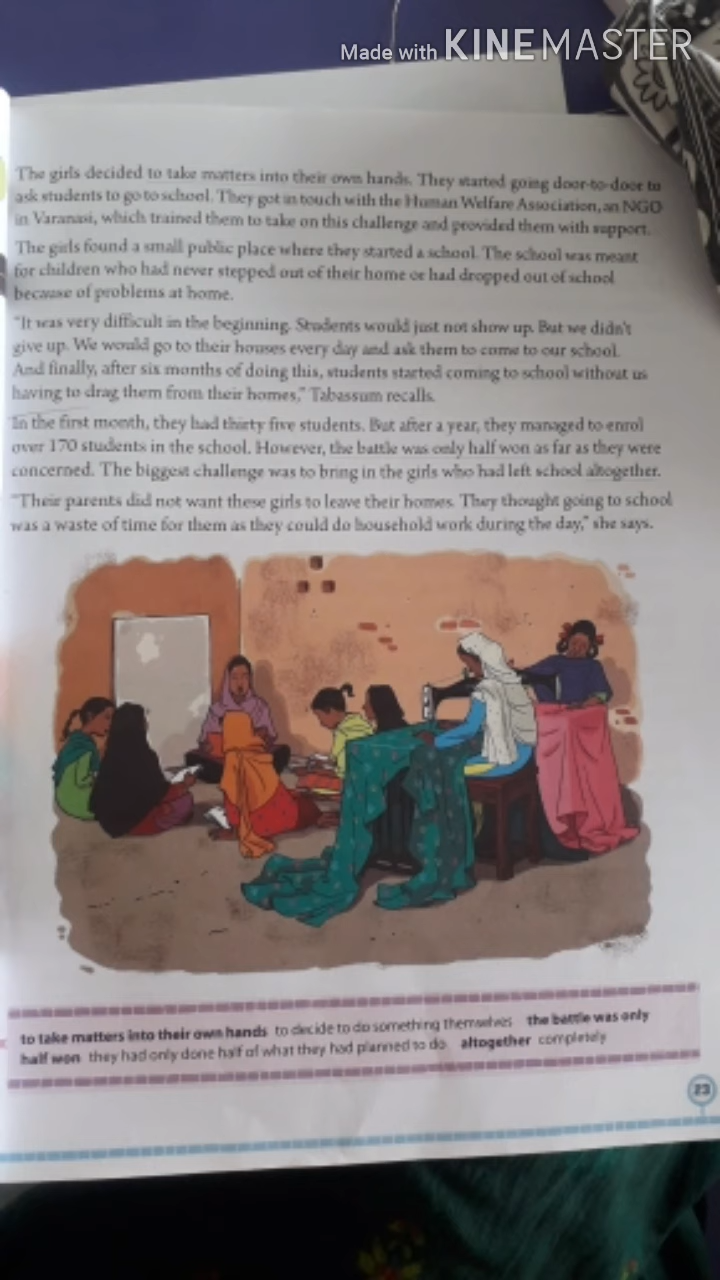 Made with KINEMASTER
The girls decided to take matters into their own hands. They started going door-to-door to
ask students to go to school. They got in touch with the Human Welfare Association, an NGO
in Varanasi, which trained them to take on this challenge and provided them with support.
The girls found a small public place where they started a school. The school was meant
for children who had never stepped out of their home or had dropped out of school
because of problems at home.
"It was very difficult in the beginning. Students would just not show up. But we didn't
give up. We would go to their houses every day and ask them to come to our school.
And finally, after six months of doing this, students started coming to school without us
having to drag them from their homes," Tabassum recalls.
In the first month, they had thirty five students. But after a year, they managed to enrol
over 170 students in the school. However, the battle was only half won as far as they were
concerned. The biggest challenge was to bring in the girls who had left school altogether.
"Their parents did not want these girls to leave their homes. They thought going to school
was a waste of time for them as they could do household work during the day," she says.
to take matters into their own hands to decide to do something themselves the battle was only
half won they had only done half of what they had planned to do altogether completely
23